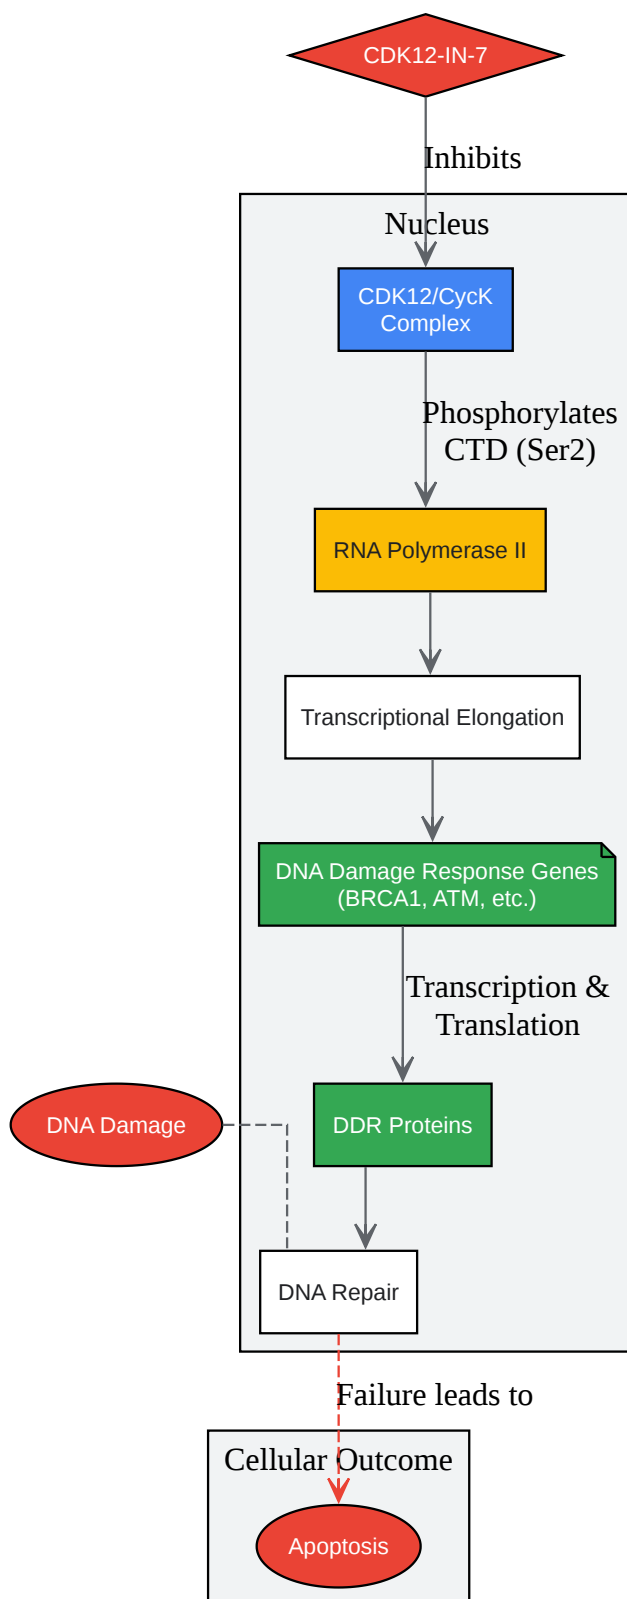 CDK12-IN-7
Inhibits
Nucleus
CDK12/CycK
Complex
Phosphorylates
CTD (Ser2)
RNA Polymerase II
Transcriptional Elongation
DNA Damage Response Genes
(BRCA1, ATM, etc.)
Transcription &
Translation
DNA Damage
DDR Proteins
DNA Repair
Failure leads to
Cellular Outcome
Apoptosis